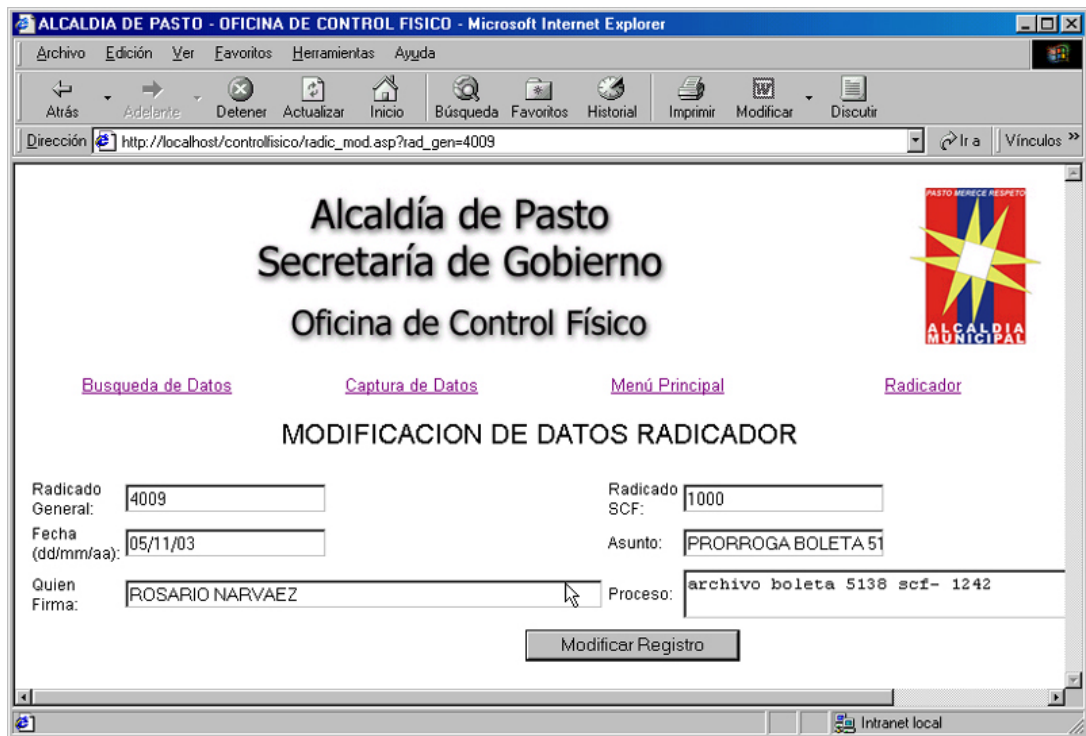 ALCALDIA DE PASTO - OFICINA DE CONTROL FISICO - Microsoft Internet Explorer
Archivo Edición Ver Favoritos Herramientas Ayuda
Atrás Adelante Detener Actualizar Inicio Búsqueda Favoritos Historial Imprimir Modificar Discutir
Dirección http://localhost/controlfisico/radic_mod.asp?rad_gen=4009 Ir a Vínculos »
PASTO MERECE RESPETO
Alcaldía de Pasto
Secretaría de Gobierno
Oficina de Control Físico
ALCALDIA
MUNICIPAL
Busqueda de Datos Captura de Datos Menú Principal Radicador
MODIFICACION DE DATOS RADICADOR
Radicado General: 4009 Radicado SCF: 1000
Fecha (dd/mm/aa): 05/11/03 Asunto: PRORROGA BOLETA 51
Quien Firma: ROSARIO NARVAEZ Proceso: archivo boleta 5138 scf- 1242
Modificar Registro
Intranet local